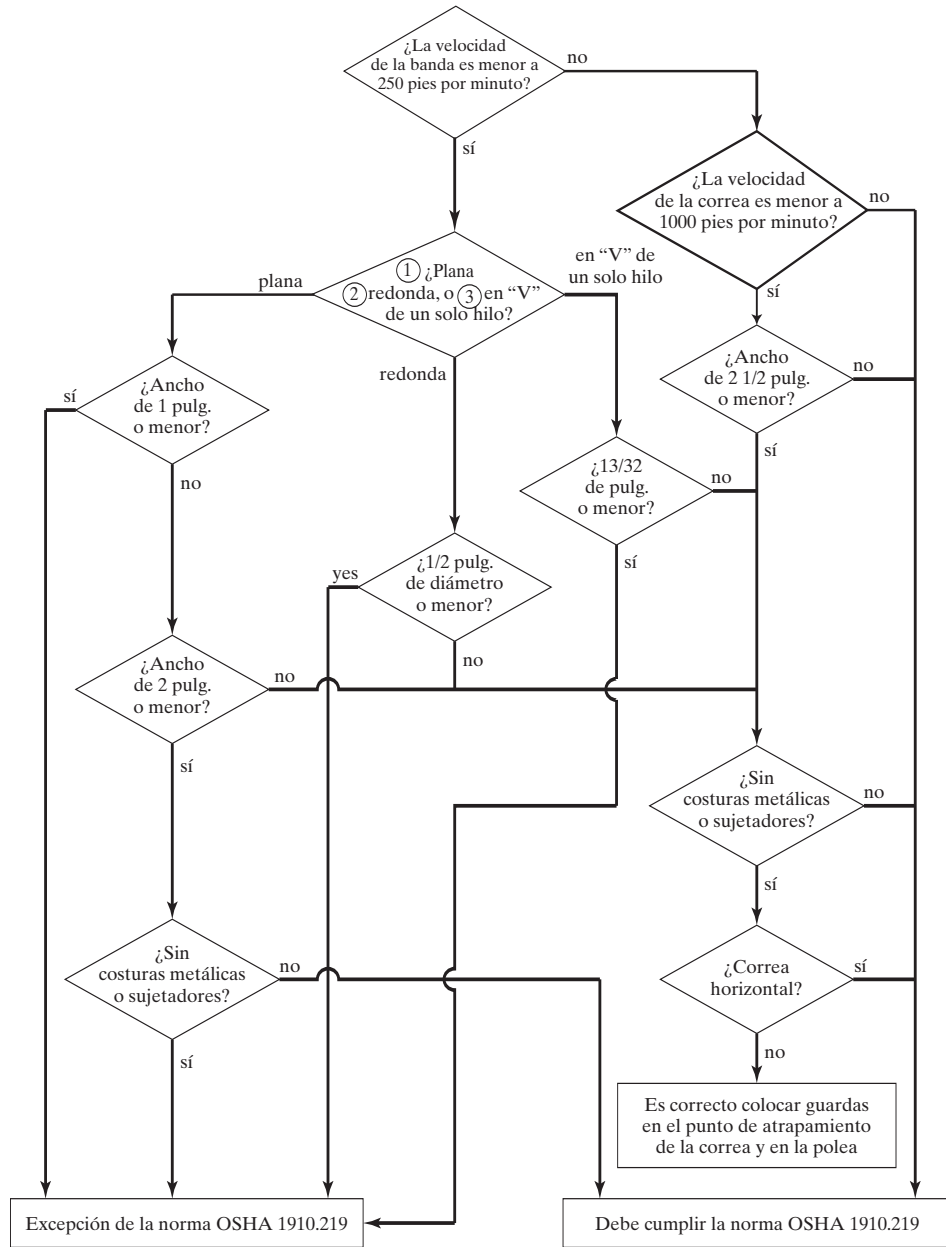 ¿La velocidad
de la banda es menor a
250 pies por minuto?
no
sí
¿La velocidad
de la correa es menor a
1000 pies por minuto?
no
sí
plana
1 ¿Plana
2 redonda, o 3 en “V”
de un solo hilo?
en “V” de
un solo hilo
redonda
¿Ancho
de 1 pulg.
o menor?
sí
no
¿Ancho
de 2 1/2 pulg.
o menor?
no
sí
¿13/32
de pulg.
o menor?
no
sí
¿1/2 pulg.
de diámetro
o menor?
yes
no
¿Ancho
de 2 pulg.
o menor?
no
sí
¿Sin
costuras metálicas
o sujetadores?
no
sí
¿Sin
costuras metálicas
o sujetadores?
no
sí
¿Correa
horizontal?
sí
no
Es correcto colocar guardas
en el punto de atrapamiento
de la correa y en la polea
Excepción de la norma OSHA 1910.219
Debe cumplir la norma OSHA 1910.219